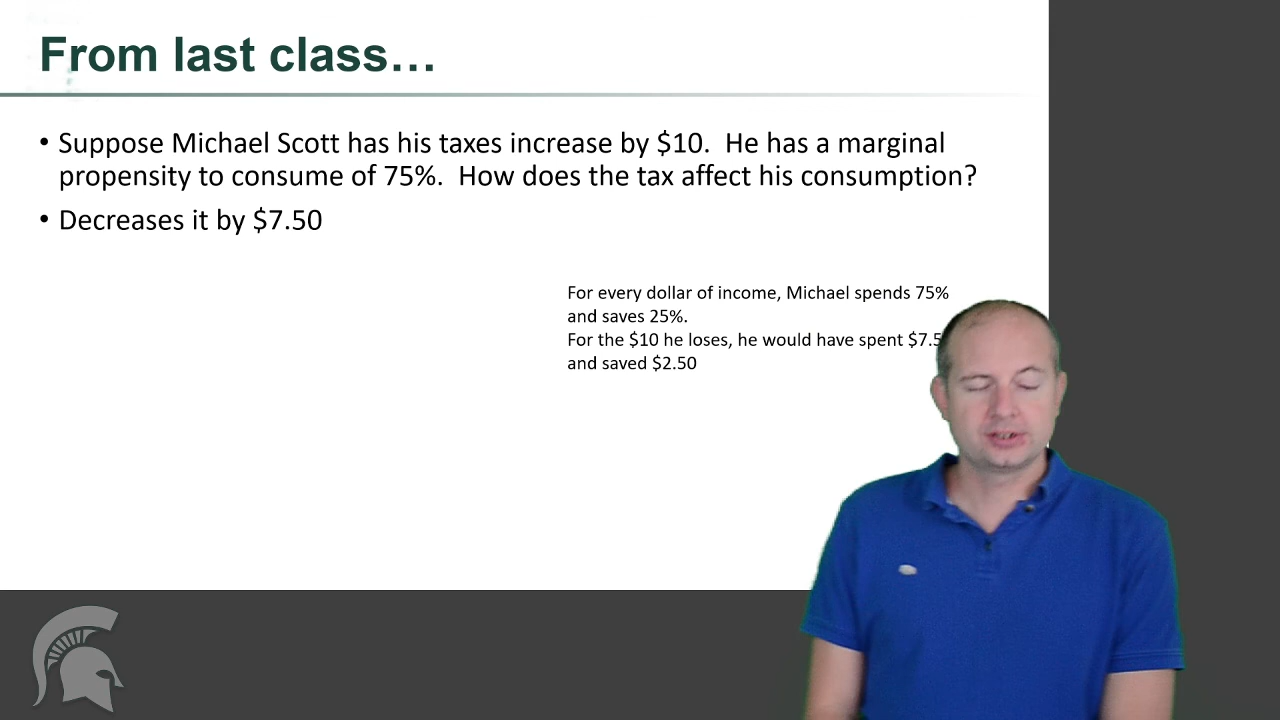 From last class…
• Suppose Michael Scott has his taxes increase by $10. He has a marginal
propensity to consume of 75%. How does the tax affect his consumption?
• Decreases it by $7.50
For every dollar of income, Michael spends 75%
and saves 25%.
For the $10 he loses, he would have spent
and saved $2.50